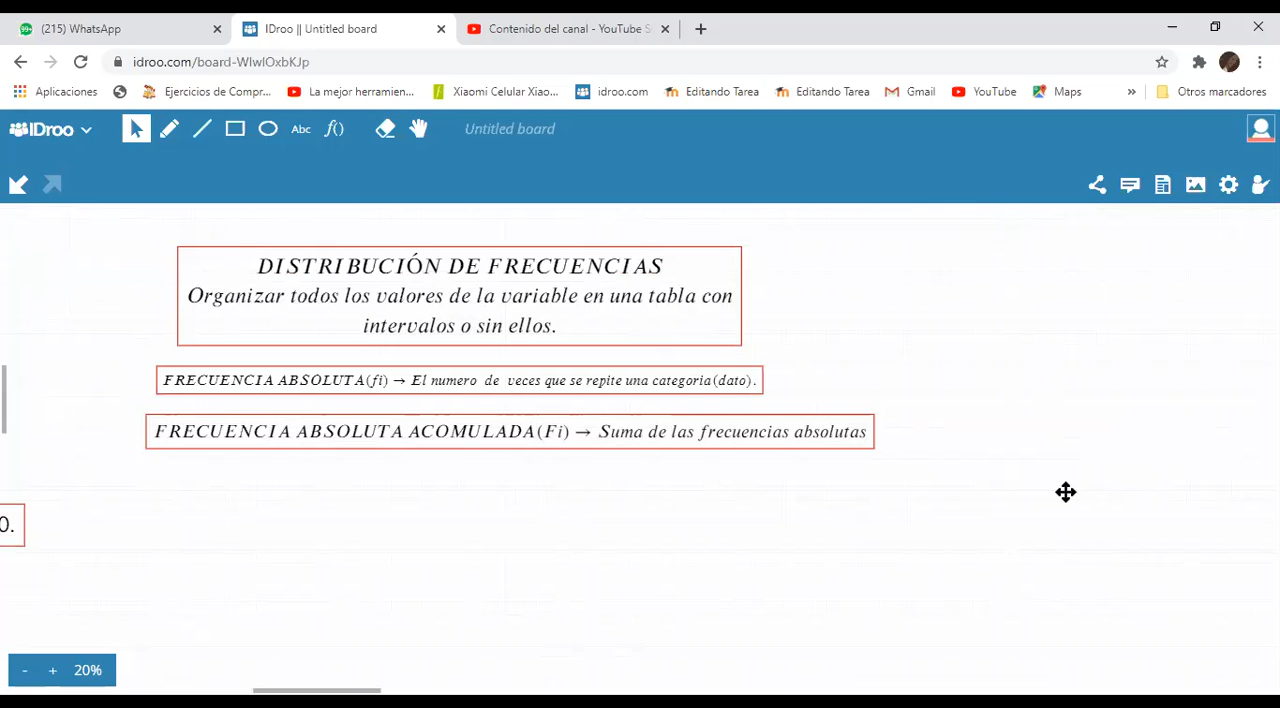 99+ (215) WhatsApp
IDroo || Untitled board
Contenido del canal - YouTube S
idroo.com/board-WIwlOxbKJp
Aplicaciones
Ejercicios de Compr...
La mejor herramien...
Xiaomi Celular Xiao...
idroo.com
Editando Tarea
Editando Tarea
Gmail
YouTube
Maps
»
Otros marcadores
IDroo
Abc
f()
Untitled board
DISTRIBUCIÓN DE FRECUENCIAS
Organizar todos los valores de la variable en una tabla con
intervalos o sin ellos.
FRECUENCIA ABSOLUTA(fi) → El numero de veces que se repite una categoria(dato).
FRECUENCIA ABSOLUTA ACOMULADA(Fi) → Suma de las frecuencias absolutas
0.
- + 20%